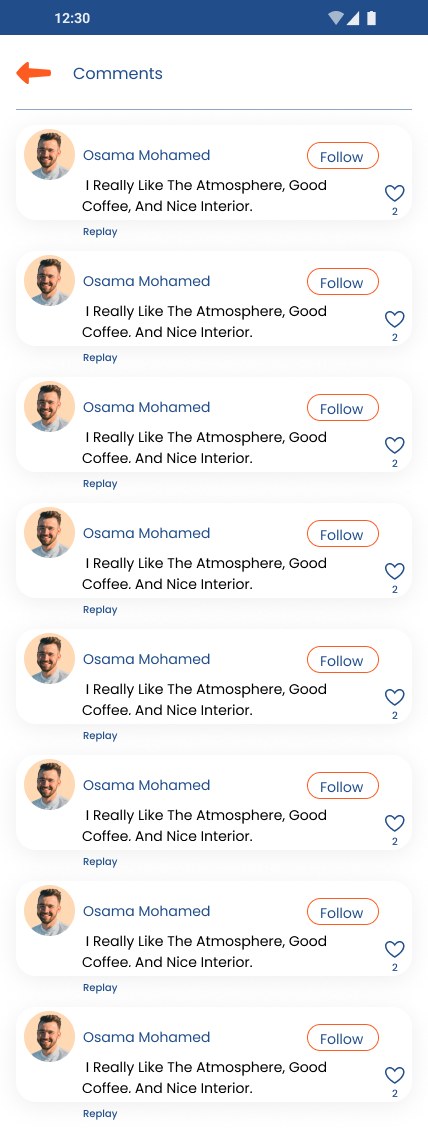 12:30
Comments
Osama Mohamed
Follow
I Really Like The Atmosphere, Good
Coffee, And Nice Interior.
2
Replay
Osama Mohamed
Follow
I Really Like The Atmosphere, Good
Coffee. And Nice Interior.
2
Replay
Osama Mohamed
Follow
I Really Like The Atmosphere, Good
Coffee. And Nice Interior.
2
Replay
Osama Mohamed
Follow
I Really Like The Atmosphere, Good
Coffee. And Nice Interior.
2
Replay
Osama Mohamed
Follow
I Really Like The Atmosphere, Good
Coffee. And Nice Interior.
2
Replay
Osama Mohamed
Follow
I Really Like The Atmosphere, Good
Coffee. And Nice Interior.
2
Replay
Osama Mohamed
Follow
I Really Like The Atmosphere, Good
Coffee. And Nice Interior.
2
Replay
Osama Mohamed
Follow
I Really Like The Atmosphere, Good
Coffee. And Nice Interior.
2
Replay